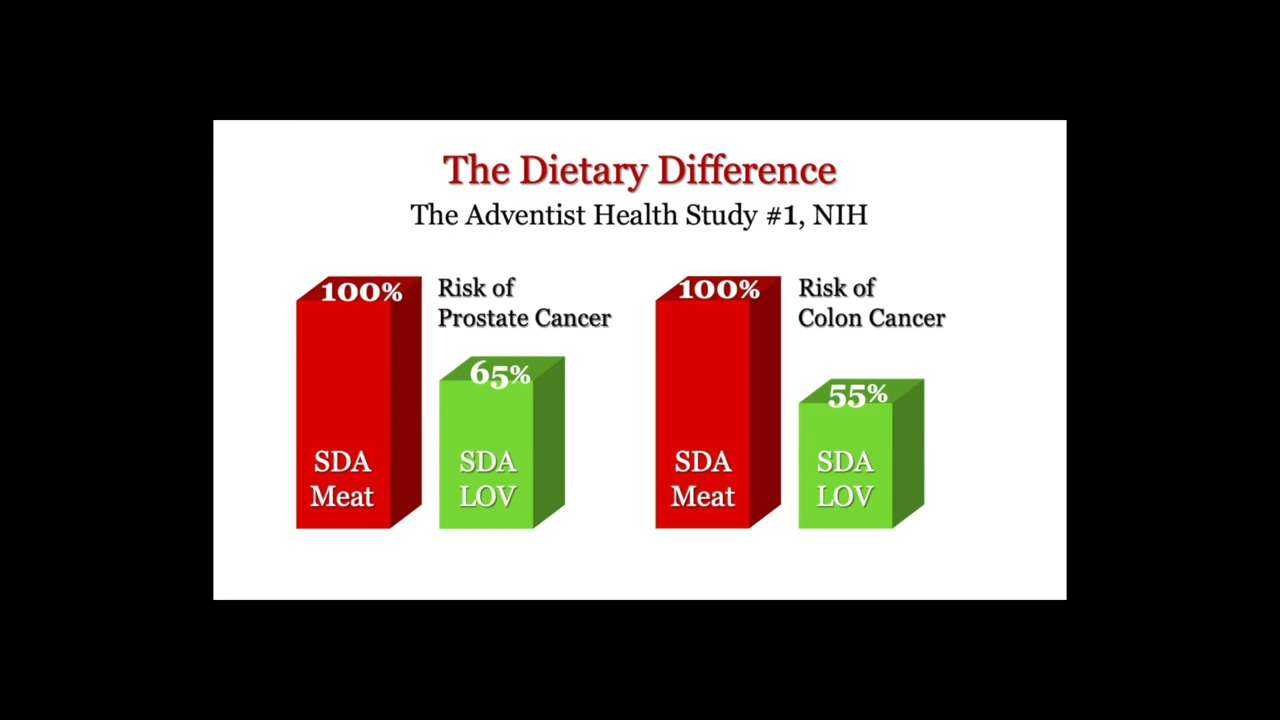 The Dietary Difference
The Adventist Health Study #1, NIH
100%
Risk of
Prostate Cancer
65%
SDA
Meat
SDA
LOV
100%
Risk of
Colon Cancer
55%
SDA
Meat
SDA
LOV